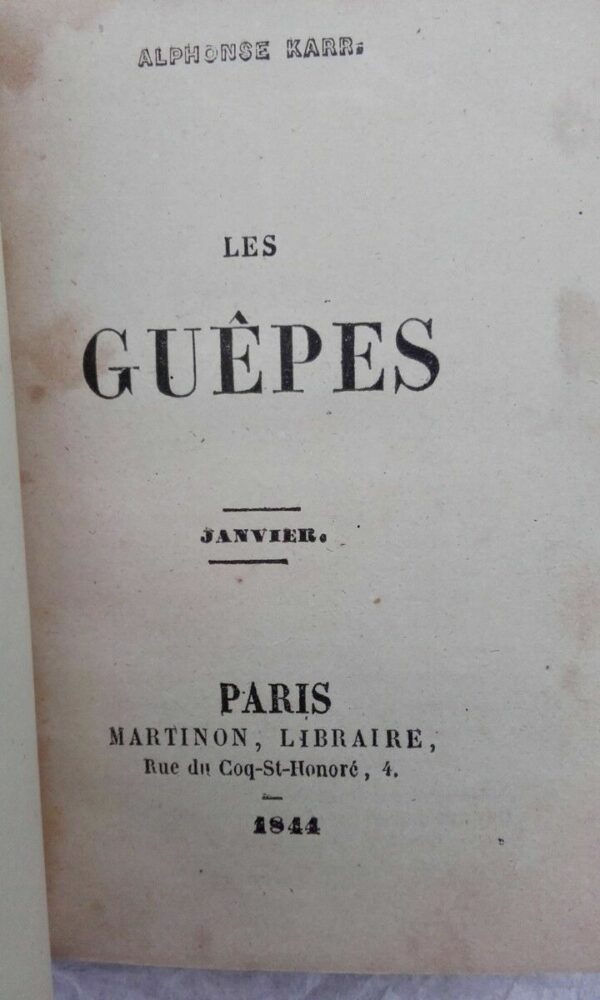 ALPHONSE KARR.
LES
GUÊPES
JANVIER.
PARIS
MARTINON, LIBRAIRE,
Rue du Coq-St-Honoré, 4.
1844